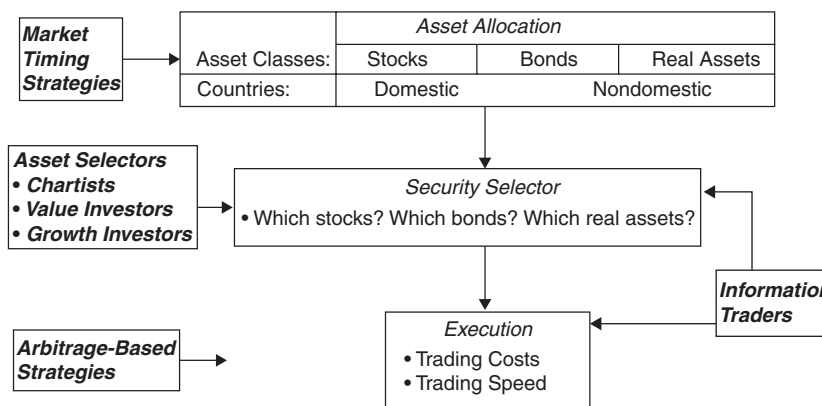 Market
Timing
Strategies
Asset Allocation
Asset Classes: Stocks Bonds Real Assets
Countries: Domestic Nondomestic
Asset Selectors
• Chartists
• Value Investors
• Growth Investors
Security Selector
• Which stocks? Which bonds? Which real assets?
Information
Traders
Arbitrage-Based
Strategies
Execution
• Trading Costs
• Trading Speed